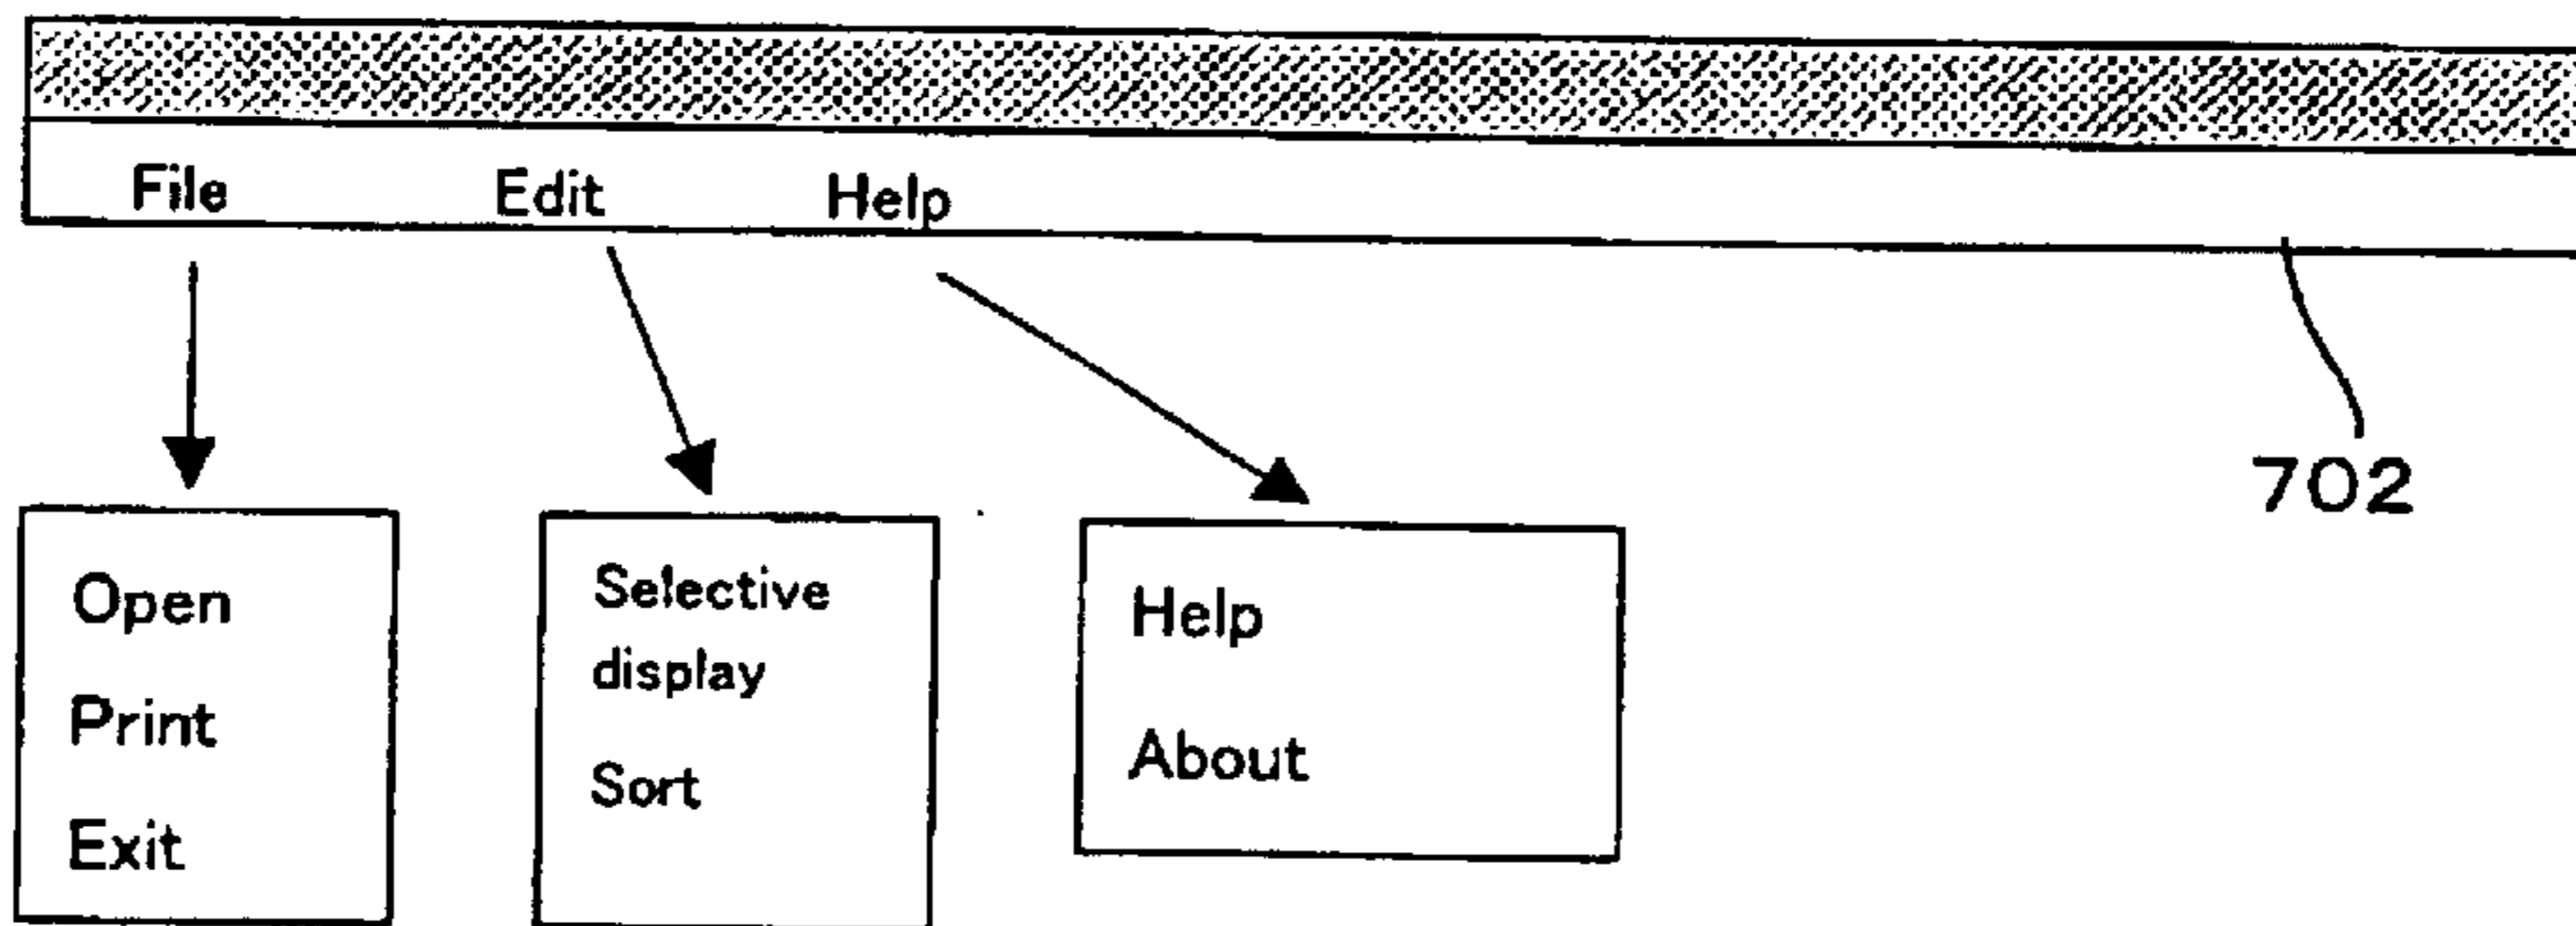 File Edit Help
702
Open
Print
Exit
Selective
display
Sort
Help
About